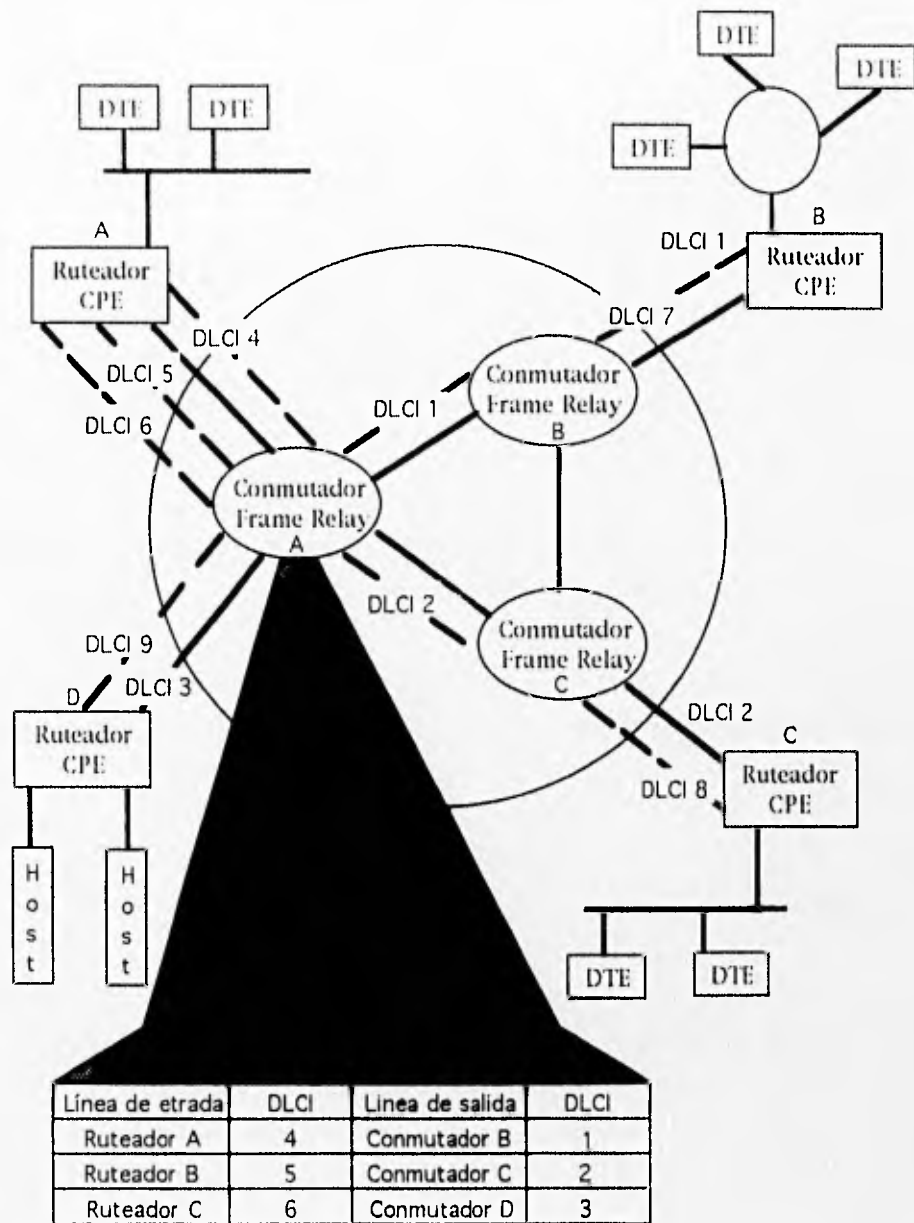 DTE
DTE
DTE
DTE
DTE
A
Ruteador
CPE
B
Ruteador
CPE
DLCI 1
DLCI 7
DLCI 4
DLCI 5
DLCI 6
DLCI 1
Conmutador
Frame Relay
B
Conmutador
Frame Relay
A
DLCI 2
Conmutador
Frame Relay
C
DLCI 9
DLCI 3
D
Ruteador
CPE
DLCI 2
DLCI 8
C
Ruteador
CPE
Host
Host
DTE
DTE
Línea de etrada DLCI Linea de salida DLCI
Ruteador A 4 Conmutador B 1
Ruteador B 5 Conmutador C 2
Ruteador C 6 Conmutador D 3